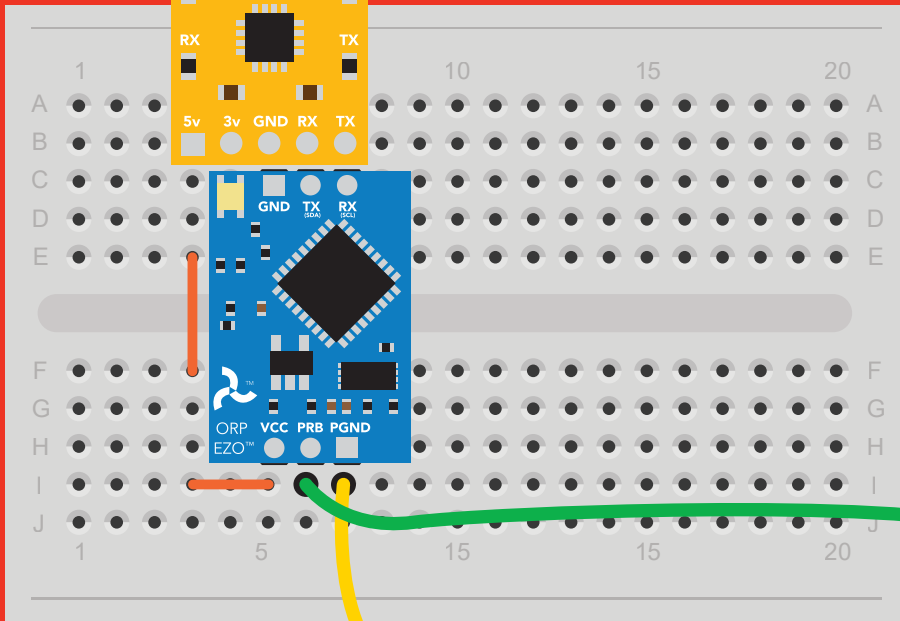 RX TX
1 10 15 20
A A
5v 3v GND RX TX
B B
C C
GND TX RX
(SDA) (SCL)
D D
E E
F F
TM
G G
ORP VCC PRB PGND
H H
EZO™
I I
J J
1 5 15 15 20